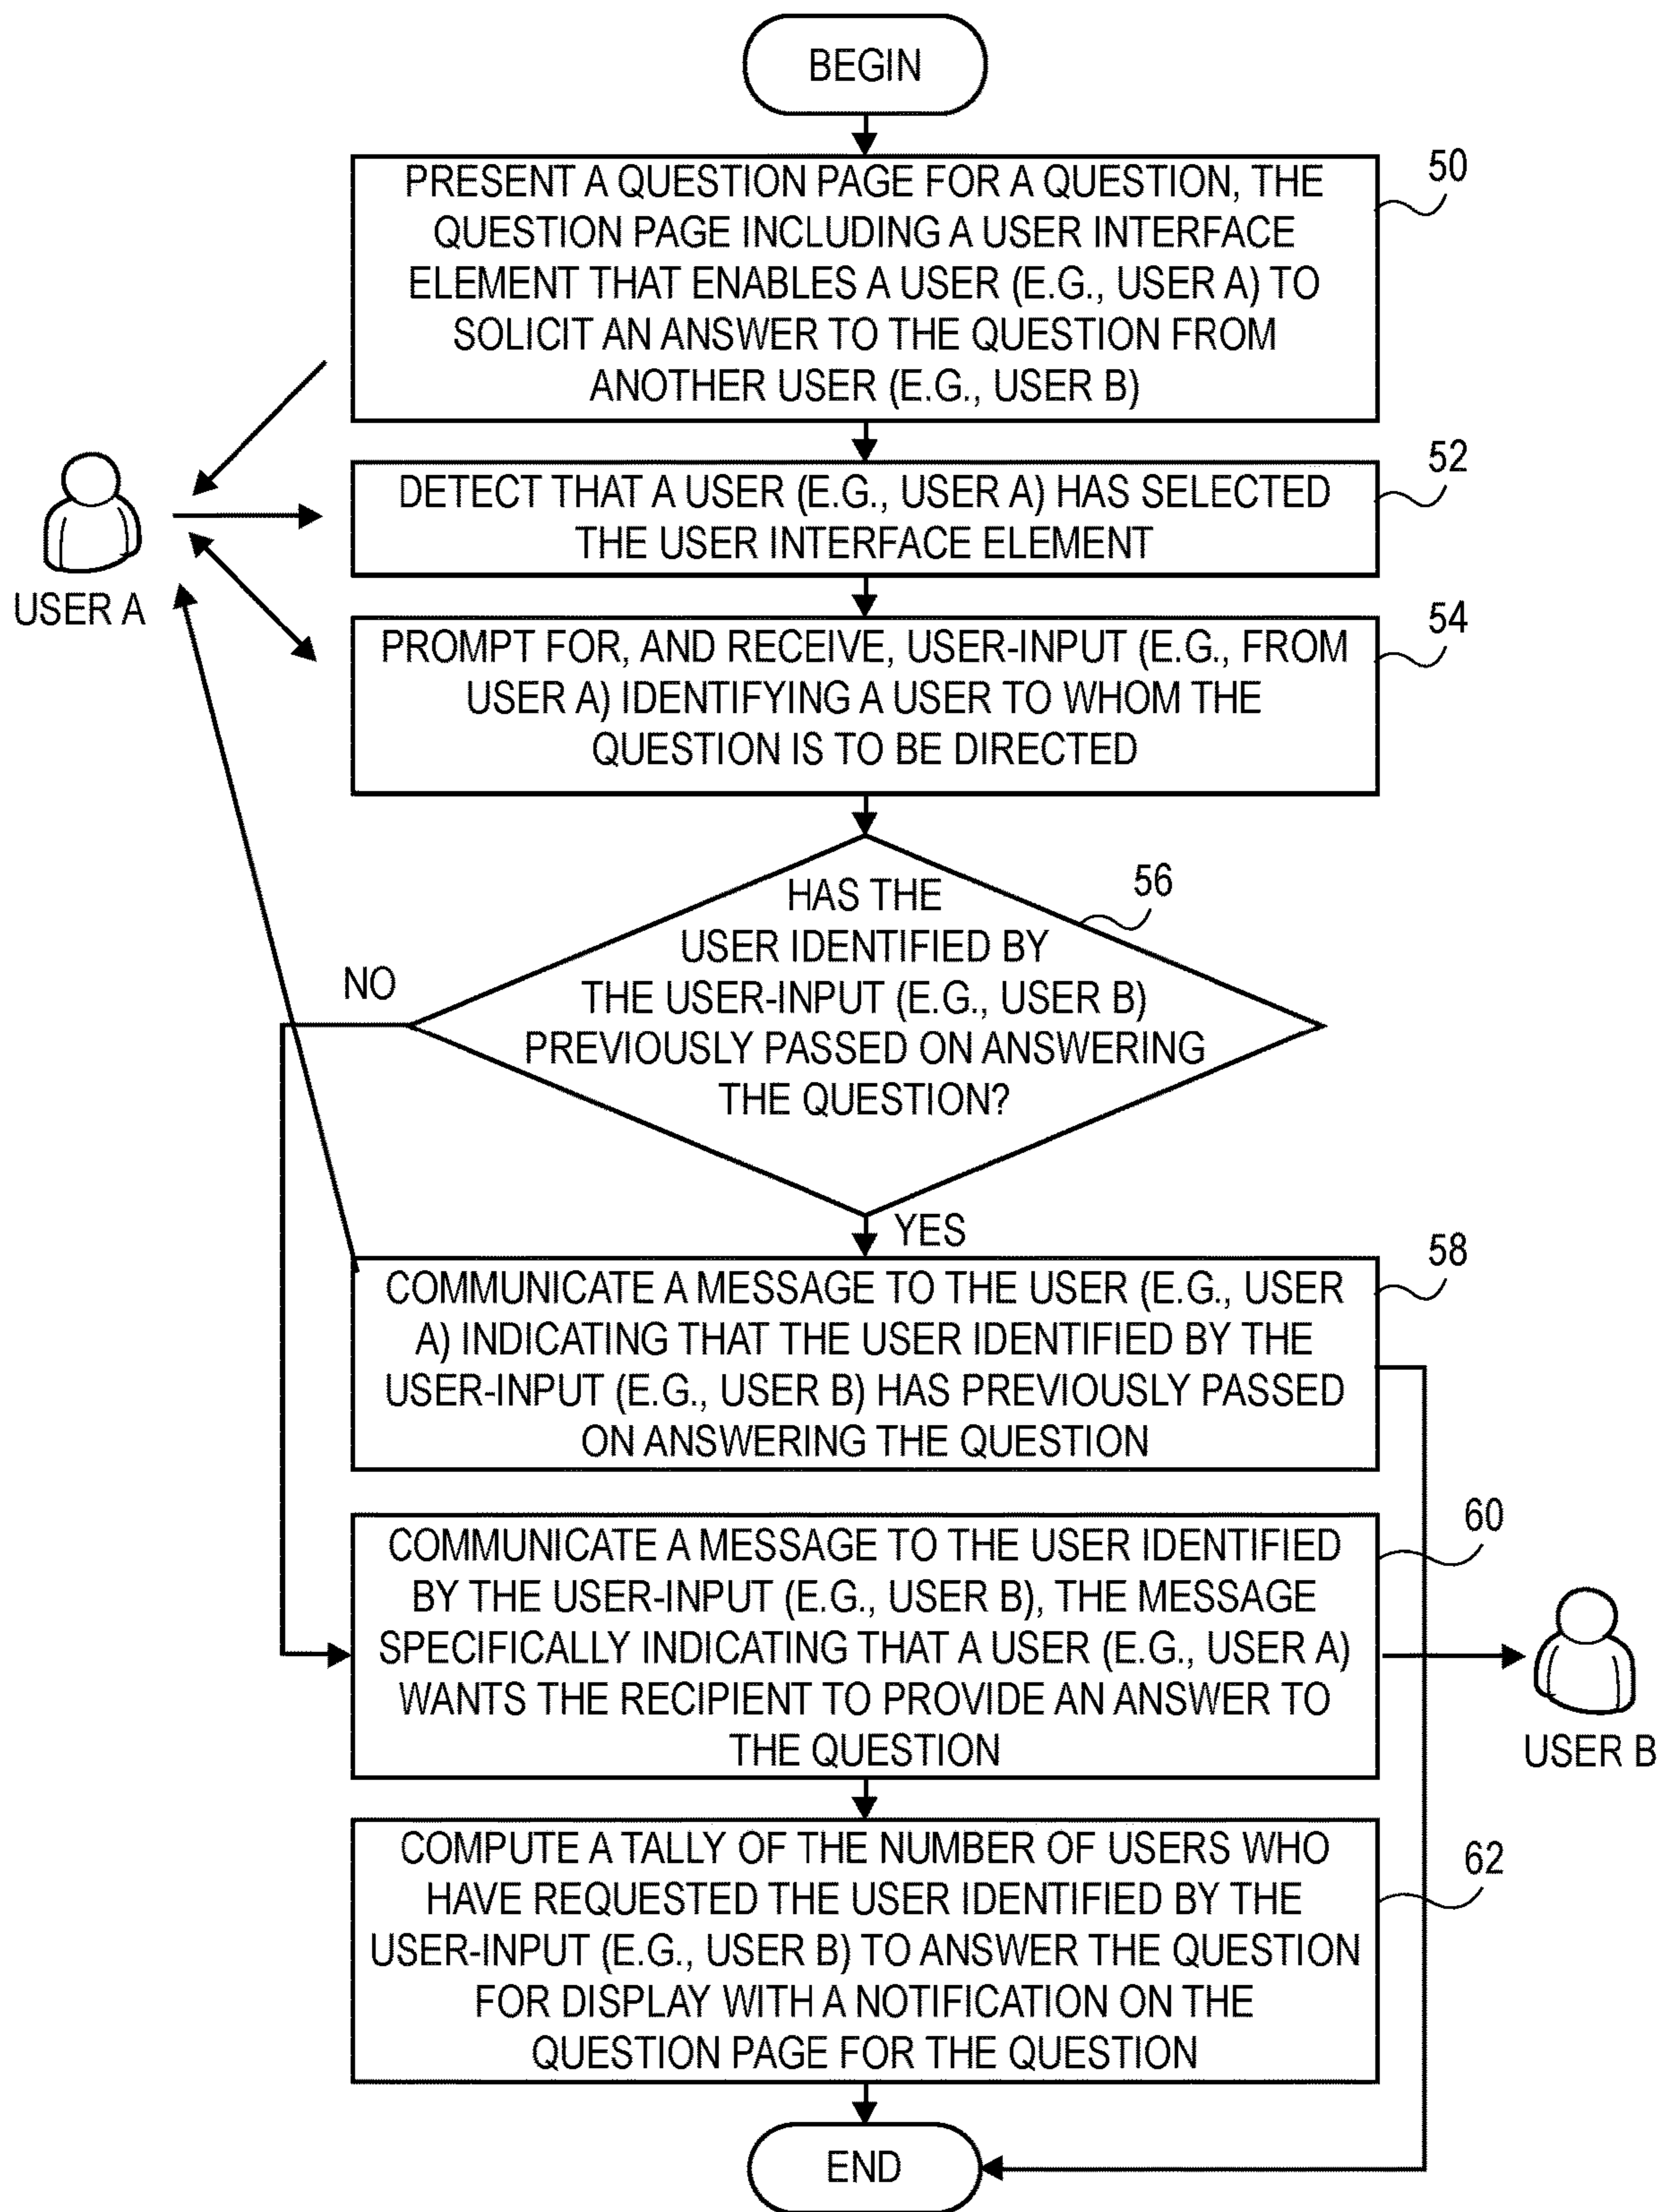 BEGIN
PRESENT A QUESTION PAGE FOR A QUESTION, THE
QUESTION PAGE INCLUDING A USER INTERFACE
ELEMENT THAT ENABLES A USER (E.G., USER A) TO
SOLICIT AN ANSWER TO THE QUESTION FROM
ANOTHER USER (E.G., USER B)
50
DETECT THAT A USER (E.G., USER A) HAS SELECTED
THE USER INTERFACE ELEMENT
52
USER A
PROMPT FOR, AND RECEIVE, USER-INPUT (E.G., FROM
USER A) IDENTIFYING A USER TO WHOM THE
QUESTION IS TO BE DIRECTED
54
HAS THE
USER IDENTIFIED BY
THE USER-INPUT (E.G., USER B)
PREVIOUSLY PASSED ON ANSWERING
THE QUESTION?
56
NO
YES
COMMUNICATE A MESSAGE TO THE USER (E.G., USER
A) INDICATING THAT THE USER IDENTIFIED BY THE
USER-INPUT (E.G., USER B) HAS PREVIOUSLY PASSED
ON ANSWERING THE QUESTION
58
COMMUNICATE A MESSAGE TO THE USER IDENTIFIED
BY THE USER-INPUT (E.G., USER B), THE MESSAGE
SPECIFICALLY INDICATING THAT A USER (E.G., USER A)
WANTS THE RECIPIENT TO PROVIDE AN ANSWER TO
THE QUESTION
60
USER B
COMPUTE A TALLY OF THE NUMBER OF USERS WHO
HAVE REQUESTED THE USER IDENTIFIED BY THE
USER-INPUT (E.G., USER B) TO ANSWER THE QUESTION
FOR DISPLAY WITH A NOTIFICATION ON THE
QUESTION PAGE FOR THE QUESTION
62
END